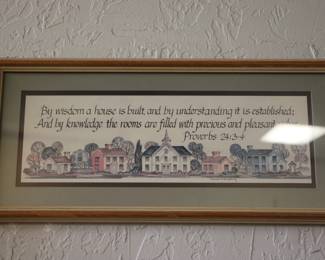 By wisdom a house is built, and by understanding it is established;
And by knowledge the rooms are filled with precious and pleasant
Proverbs 24:3-4